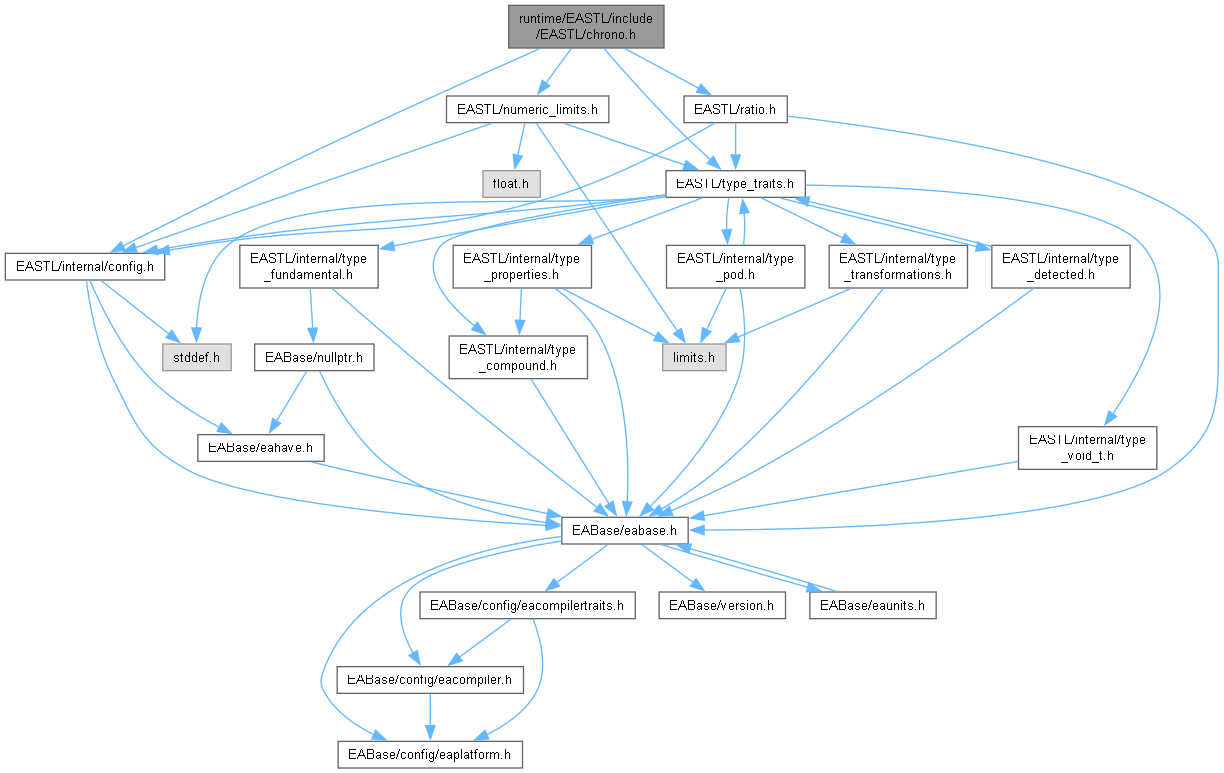 runtime/EASTL/include
/EASTL/chrono.h
EASTL/numeric_limits.h
EASTL/ratio.h
float.h
EASTL/type_traits.h
EASTL/internal/config.h
EASTL/internal/type
_fundamental.h
EASTL/internal/type
_properties.h
EASTL/internal/type
_pod.h
EASTL/internal/type
_transformations.h
EASTL/internal/type
_detected.h
stddef.h
EABase/nullptr.h
EASTL/internal/type
_compound.h
limits.h
EABase/eahave.h
EASTL/internal/type
_void_t.h
EABase/eabase.h
EABase/config/eacompilertraits.h
EABase/version.h
EABase/eaunits.h
EABase/config/eacompiler.h
EABase/config/eaplatform.h